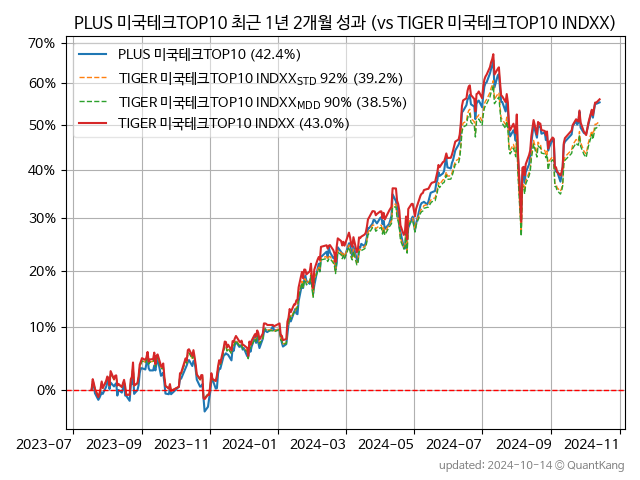 PLUS 미국테크TOP10 최근 1년 2개월 성과 (vs TIGER 미국테크TOP10 INDXX)
70%
60%
50%
40%
30%
20%
10%
0%
PLUS 미국테크TOP10 (42.4%)
TIGER 미국테크TOP10 INDXX STD 92% (39.2%)
TIGER 미국테크TOP10 INDXX MDD 90% (38.5%)
TIGER 미국테크TOP10 INDXX (43.0%)
2023-07 2023-09 2023-11 2024-01 2024-03 2024-05 2024-07 2024-09 2024-11
updated: 2024-10-14 © QuantKang